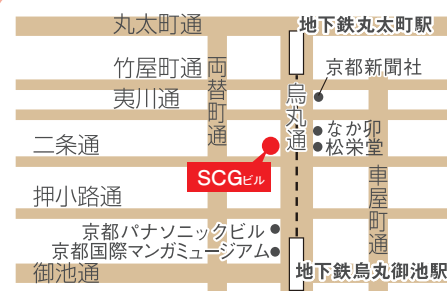 丸太町通
地下鉄丸太町駅
竹屋町通
両替町通
京都新聞社
夷川通
烏丸通
なか卯
二条通
松栄堂
SCGビル
車屋町通
押小路通
京都パナソニックビル
京都国際マンガミュージアム
御池通
地下鉄烏丸御池駅